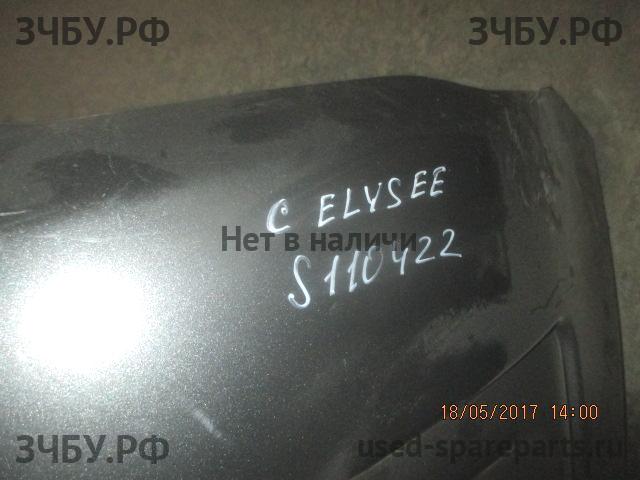 ЗЧБУ.РФ ЗЧБУ.РФ
C ELYSEE
Нет в наличи
S110422
18/05/2017 14:00
ЗЧБУ.РФ used-spareparts.ru